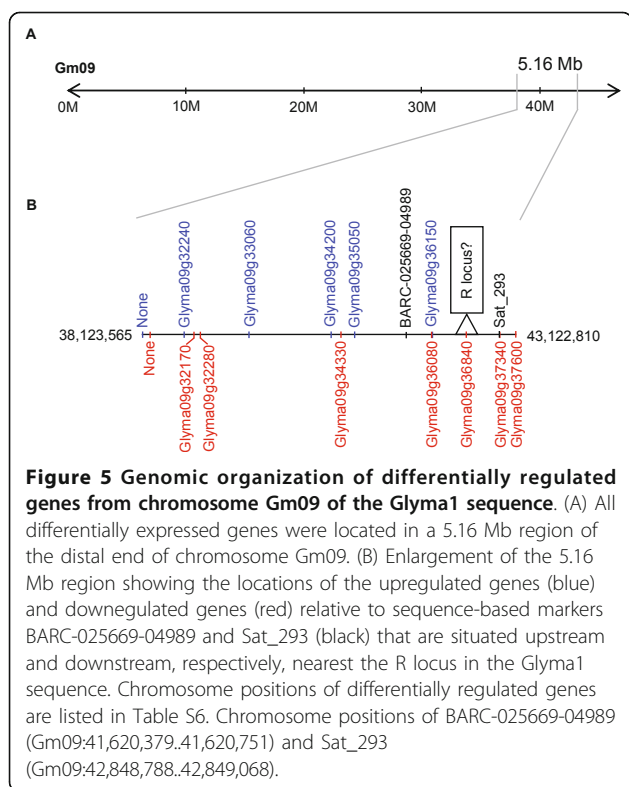 A
Gm09
5.16 Mb
0M 10M 20M 30M 40M
B
None
Glyma09g32240
Glyma09g33060
Glyma09g34200
Glyma09g35050
BARC-025669-04989
Glyma09g36150
R locus?
Sat_293
38,123,565
43,122,810
None
Glyma09g32170
Glyma09g32280
Glyma09g34330
Glyma09g36080
Glyma09g36840
Glyma09g37340
Glyma09g37600
Figure 5 Genomic organization of differentially regulated
genes from chromosome Gm09 of the Glyma1 sequence. (A) All
differentially expressed genes were located in a 5.16 Mb region of
the distal end of chromosome Gm09. (B) Enlargement of the 5.16
Mb region showing the locations of the upregulated genes (blue)
and downegulated genes (red) relative to sequence-based markers
BARC-025669-04989 and Sat_293 (black) that are situated upstream
and downstream, respectively, nearest the R locus in the Glyma1
sequence. Chromosome positions of differentially regulated genes
are listed in Table S6. Chromosome positions of BARC-025669-04989
(Gm09:41,620,379..41,620,751) and Sat_293
(Gm09:42,848,788..42,849,068).